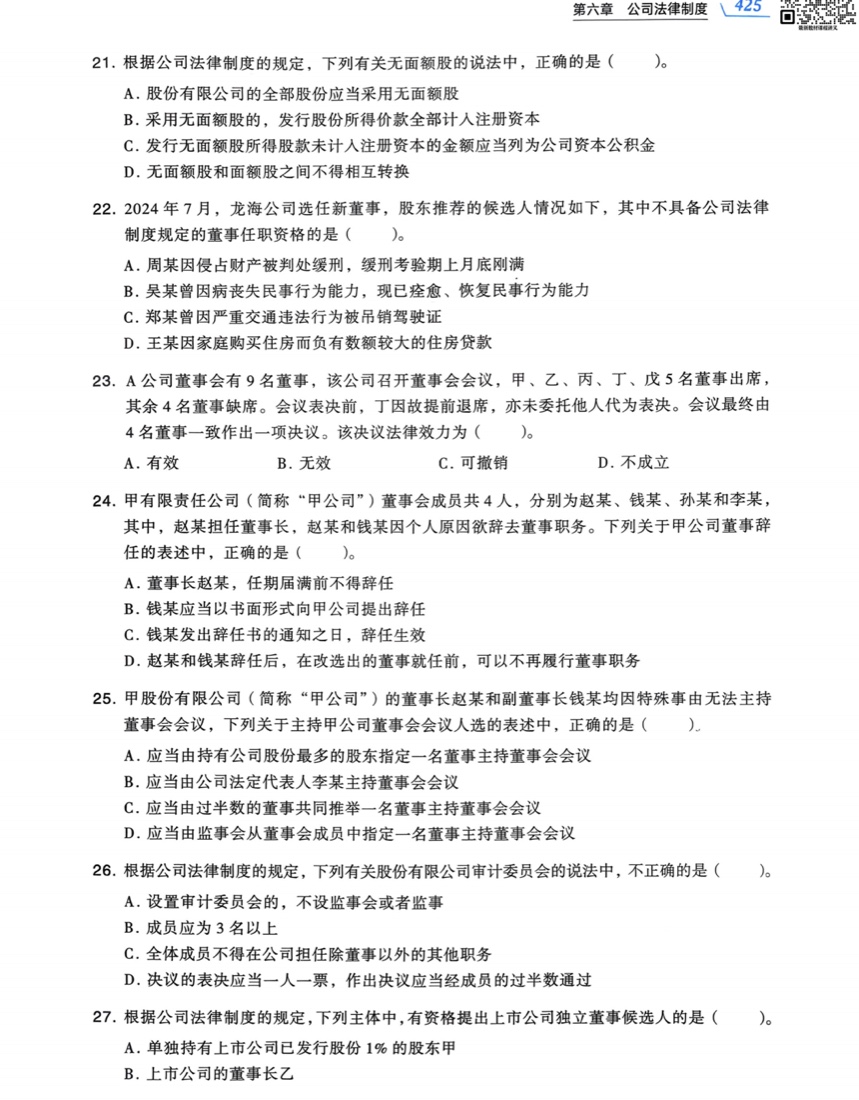 第六章 公司法律制度 425
21. 根据公司法律制度的规定，下列有关无面额股的说法中，正确的是（ ）。
A. 股份有限公司的全部股份应当采用无面额股
B. 采用无面额股的，发行股份所得价款全部计入注册资本
C. 发行无面额股所得股款未计入注册资本的金额应当列为公司资本公积金
D. 无面额股和面额股之间不得相互转换
22. 2024 年 7 月，龙海公司选任新董事，股东推荐的候选人情况如下，其中不具备公司法律
制度规定的董事任职资格的是（ ）。
A. 周某因侵占财产被判处缓刑，缓刑考验期上月底刚满
B. 吴某曾因病丧失民事行为能力，现已痊愈、恢复民事行为能力
C. 郑某曾因严重交通违法行为被吊销驾驶证
D. 王某因家庭购买住房而负有数额较大的住房贷款
23. A 公司董事会有 9 名董事，该公司召开董事会会议，甲、乙、丙、丁、戊 5 名董事出席，
其余 4 名董事缺席。会议表决前，丁因故提前退席，亦未委托他人代为表决。会议最终由
4 名董事一致作出一项决议。该决议法律效力为（ ）。
A. 有效 B. 无效 C. 可撤销 D. 不成立
24. 甲有限责任公司（简称“甲公司”）董事会成员共 4 人，分别为赵某、钱某、孙某和李某，
其中，赵某担任董事长，赵某和钱某因个人原因欲辞去董事职务。下列关于甲公司董事辞
任的表述中，正确的是（ ）。
A. 董事长赵某，任期届满前不得辞任
B. 钱某应当以书面形式向甲公司提出辞任
C. 钱某发出辞任书的通知之日，辞任生效
D. 赵某和钱某辞任后，在改选出的董事就任前，可以不再履行董事职务
25. 甲股份有限公司（简称“甲公司”）的董事长赵某和副董事长钱某均因特殊事由无法主持
董事会会议，下列关于主持甲公司董事会会议人选的表述中，正确的是（ ）。
A. 应当由持有公司股份最多的股东指定一名董事主持董事会会议
B. 应当由公司法定代表人李某主持董事会会议
C. 应当由过半数的董事共同推举一名董事主持董事会会议
D. 应当由监事会从董事会成员中指定一名董事主持董事会会议
26. 根据公司法律制度的规定，下列有关股份有限公司审计委员会的说法中，不正确的是（ ）。
A. 设置审计委员会的，不设监事会或者监事
B. 成员应为 3 名以上
C. 全体成员不得在公司担任除董事以外的其他职务
D. 决议的表决应当一人一票，作出决议应当经成员的过半数通过
27. 根据公司法律制度的规定，下列主体中，有资格提出上市公司独立董事候选人的是（ ）。
A. 单独持有上市公司已发行股份 1% 的股东甲
B. 上市公司的董事长乙